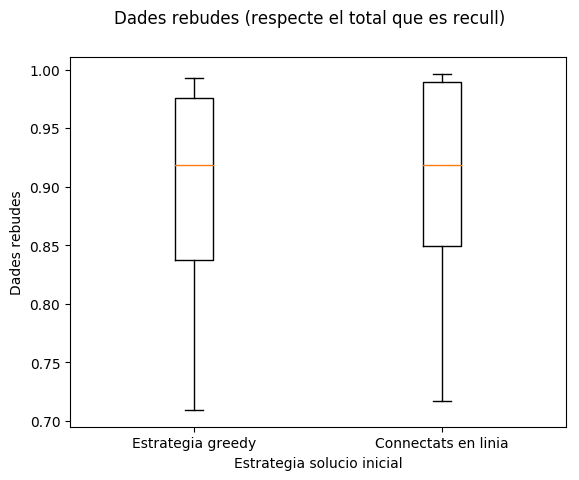 Dades rebudes (respecte el total que es recull)
1.00
0.95
0.90
0.85
0.80
0.75
0.70
Dades rebudes
Estrategia greedy
Connectats en linia
Estrategia solucio inicial